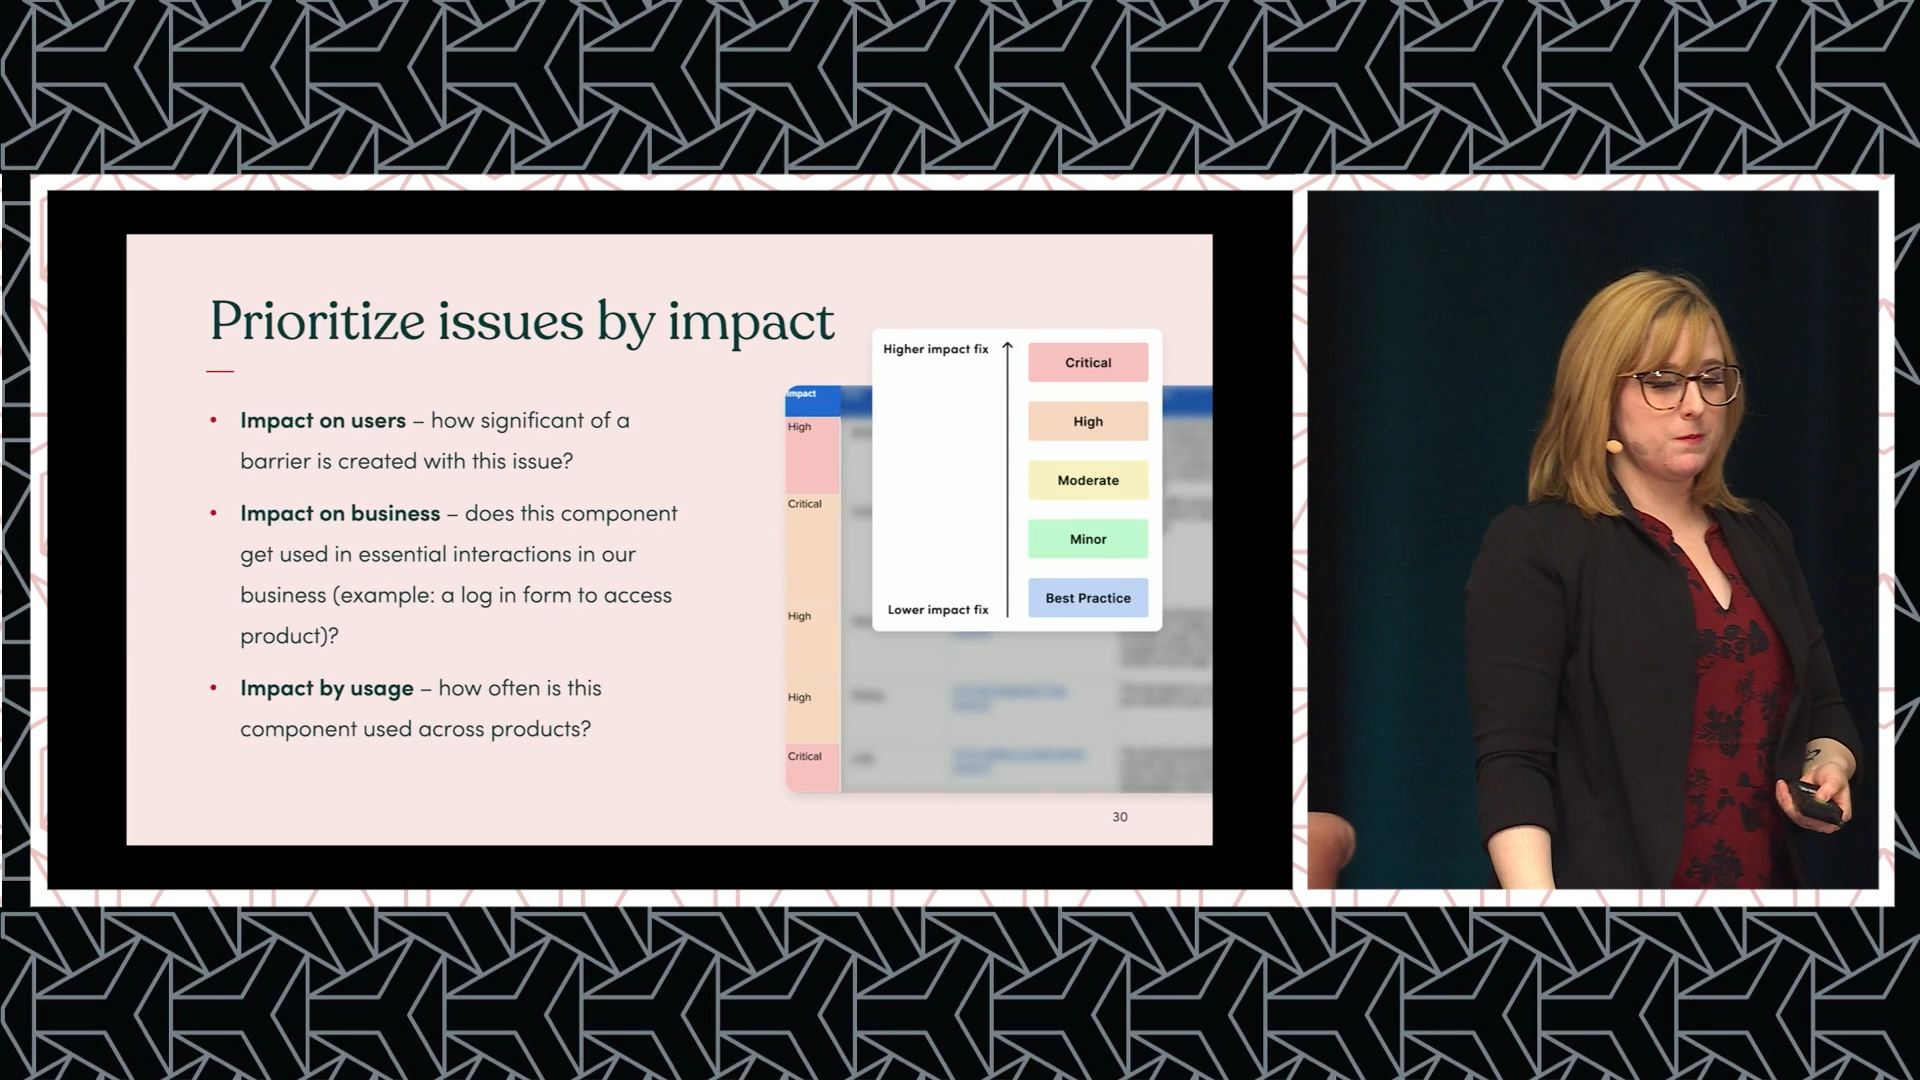 Prioritize issues by impact
• Impact on users – how significant of a
barrier is created with this issue?
• Impact on business – does this component
get used in essential interactions in our
business (example: a log in form to access
product)?
• Impact by usage – how often is this
component used across products?
Impact
High
Critical
High
High
Critical
Higher impact fix
Critical
High
Moderate
Minor
Best Practice
Lower impact fix
30